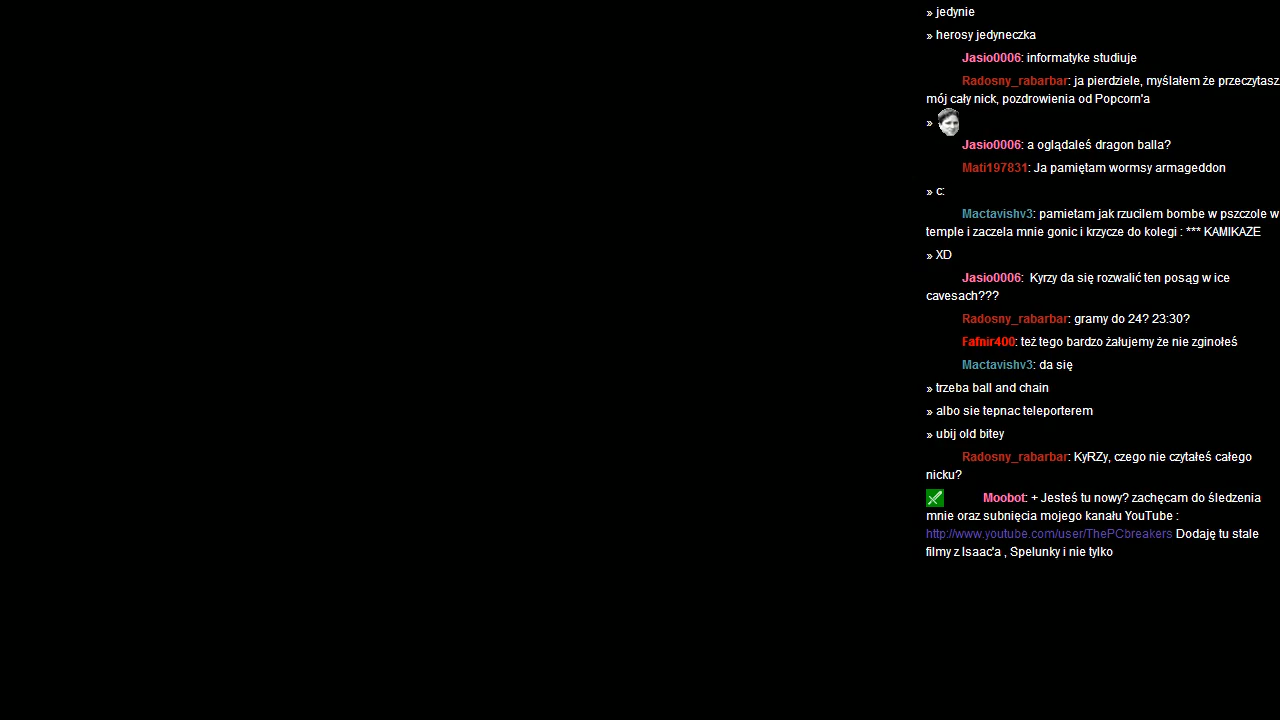 » jedynie
» herosy jedyneczka
Jasio0006: informatyke studiuje
Radosny_rabarbar: ja pierdziele, myślałem że przeczytasz
mój cały nick, pozdrowienia od Popcorn'a
»
Jasio0006: a oglądaleś dragon balla?
Mati197831: Ja pamiętam wormsy armageddon
» c:
Mactavishv3: pamietam jak rzucilem bombe w pszczole w
temple i zaczela mnie gonic i krzycze do kolegi : *** KAMIKAZE
» XD
Jasio0006: Kyrzy da się rozwalić ten posąg w ice
cavesach???
Radosny_rabarbar: gramy do 24? 23:30?
Fafnir400: też tego bardzo żałujemy że nie zginołeś
Mactavishv3: da się
» trzeba ball and chain
» albo sie tepnac teleporterem
» ubij old bitey
Radosny_rabarbar: KyRZy, czego nie czytałeś całego
nicku?
Moobot: + Jesteś tu nowy? zachęcam do śledzenia
mnie oraz subnięcia mojego kanału YouTube :
http://www.youtube.com/user/ThePCbreakers Dodaję tu stale
filmy z Isaac'a , Spelunky i nie tylko